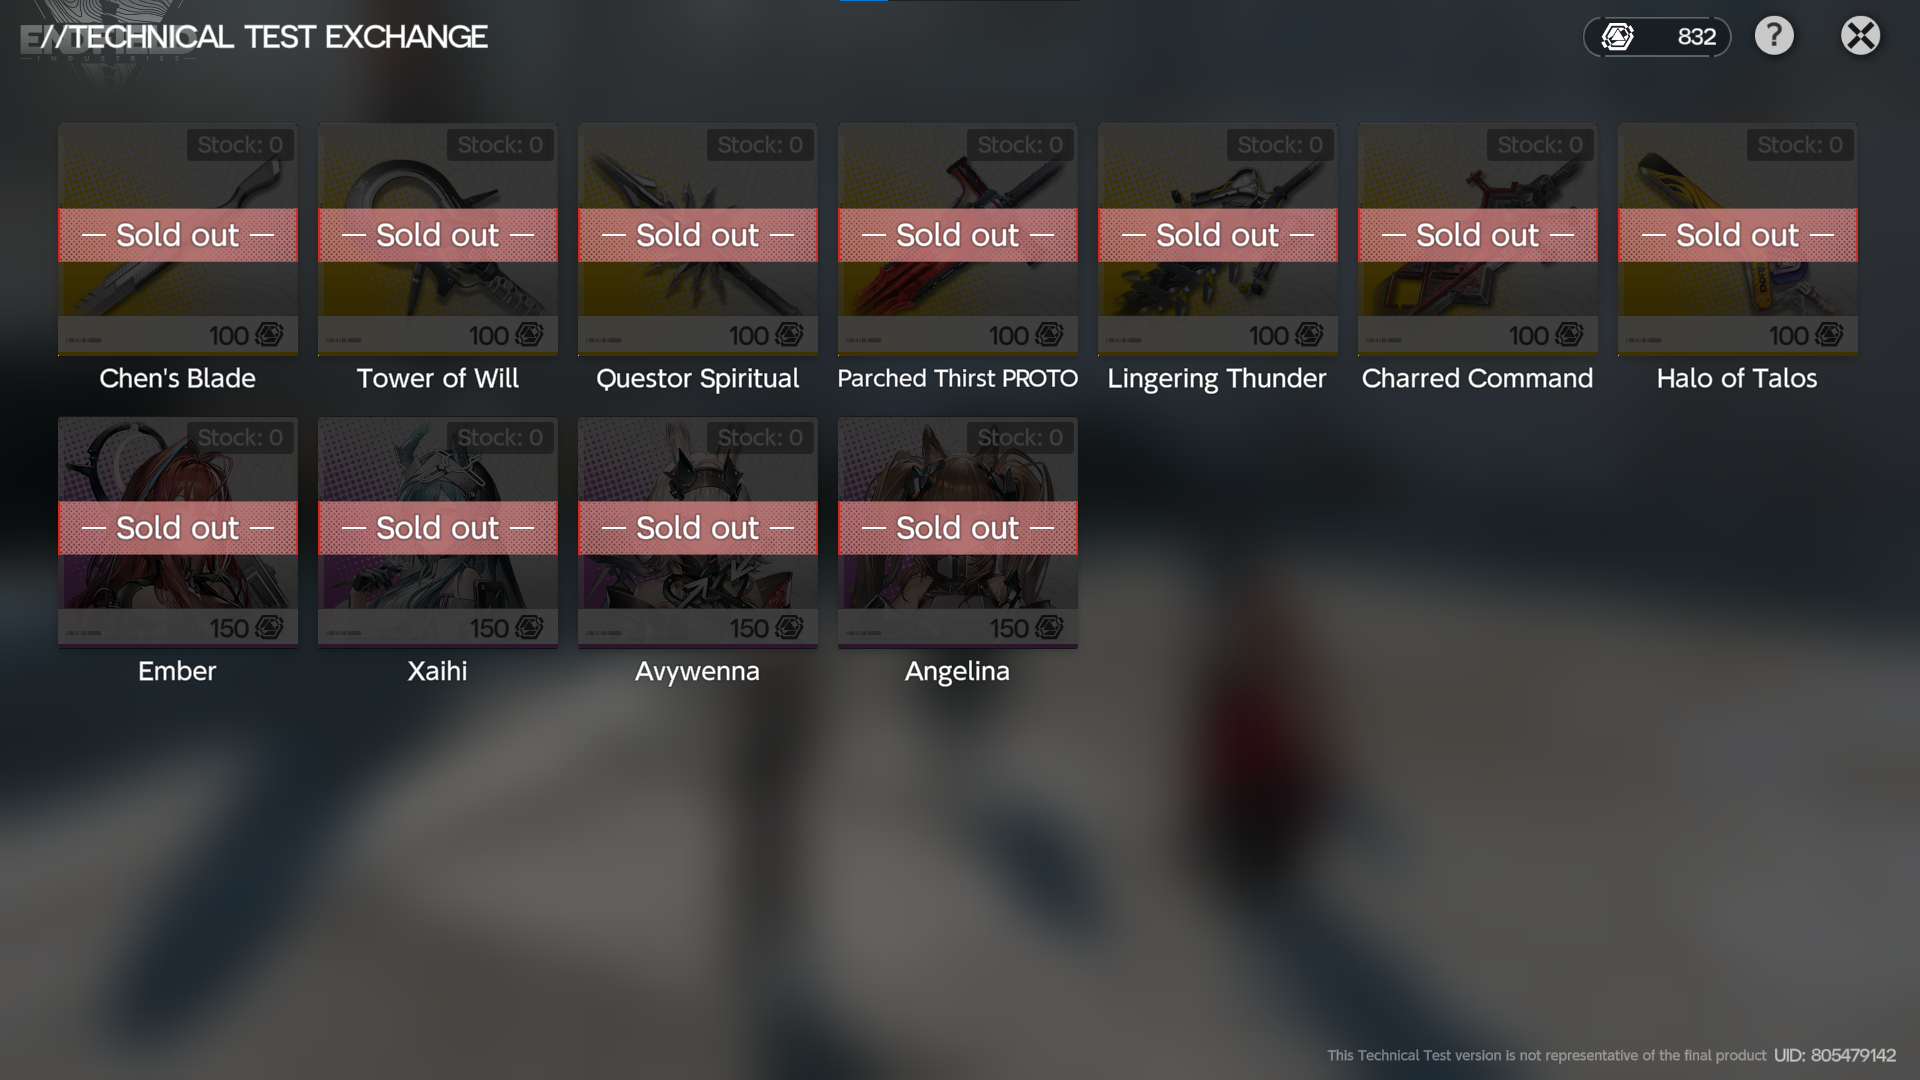 //TECHNICAL TEST EXCHANGE
832
?
Stock: 0 Stock: 0 Stock: 0 Stock: 0 Stock: 0 Stock: 0 Stock: 0
Sold out Sold out Sold out Sold out Sold out Sold out Sold out
100 100 100 100 100 100 100
Chen's Blade Tower of Will Questor Spiritual Parched Thirst PROTO Lingering Thunder Charred Command Halo of Talos
Stock: 0 Stock: 0 Stock: 0 Stock: 0
Sold out Sold out Sold out Sold out
150 150 150 150
Ember Xaihi Avywenna Angelina
This Technical Test version is not representative of the final product UID: 805479142